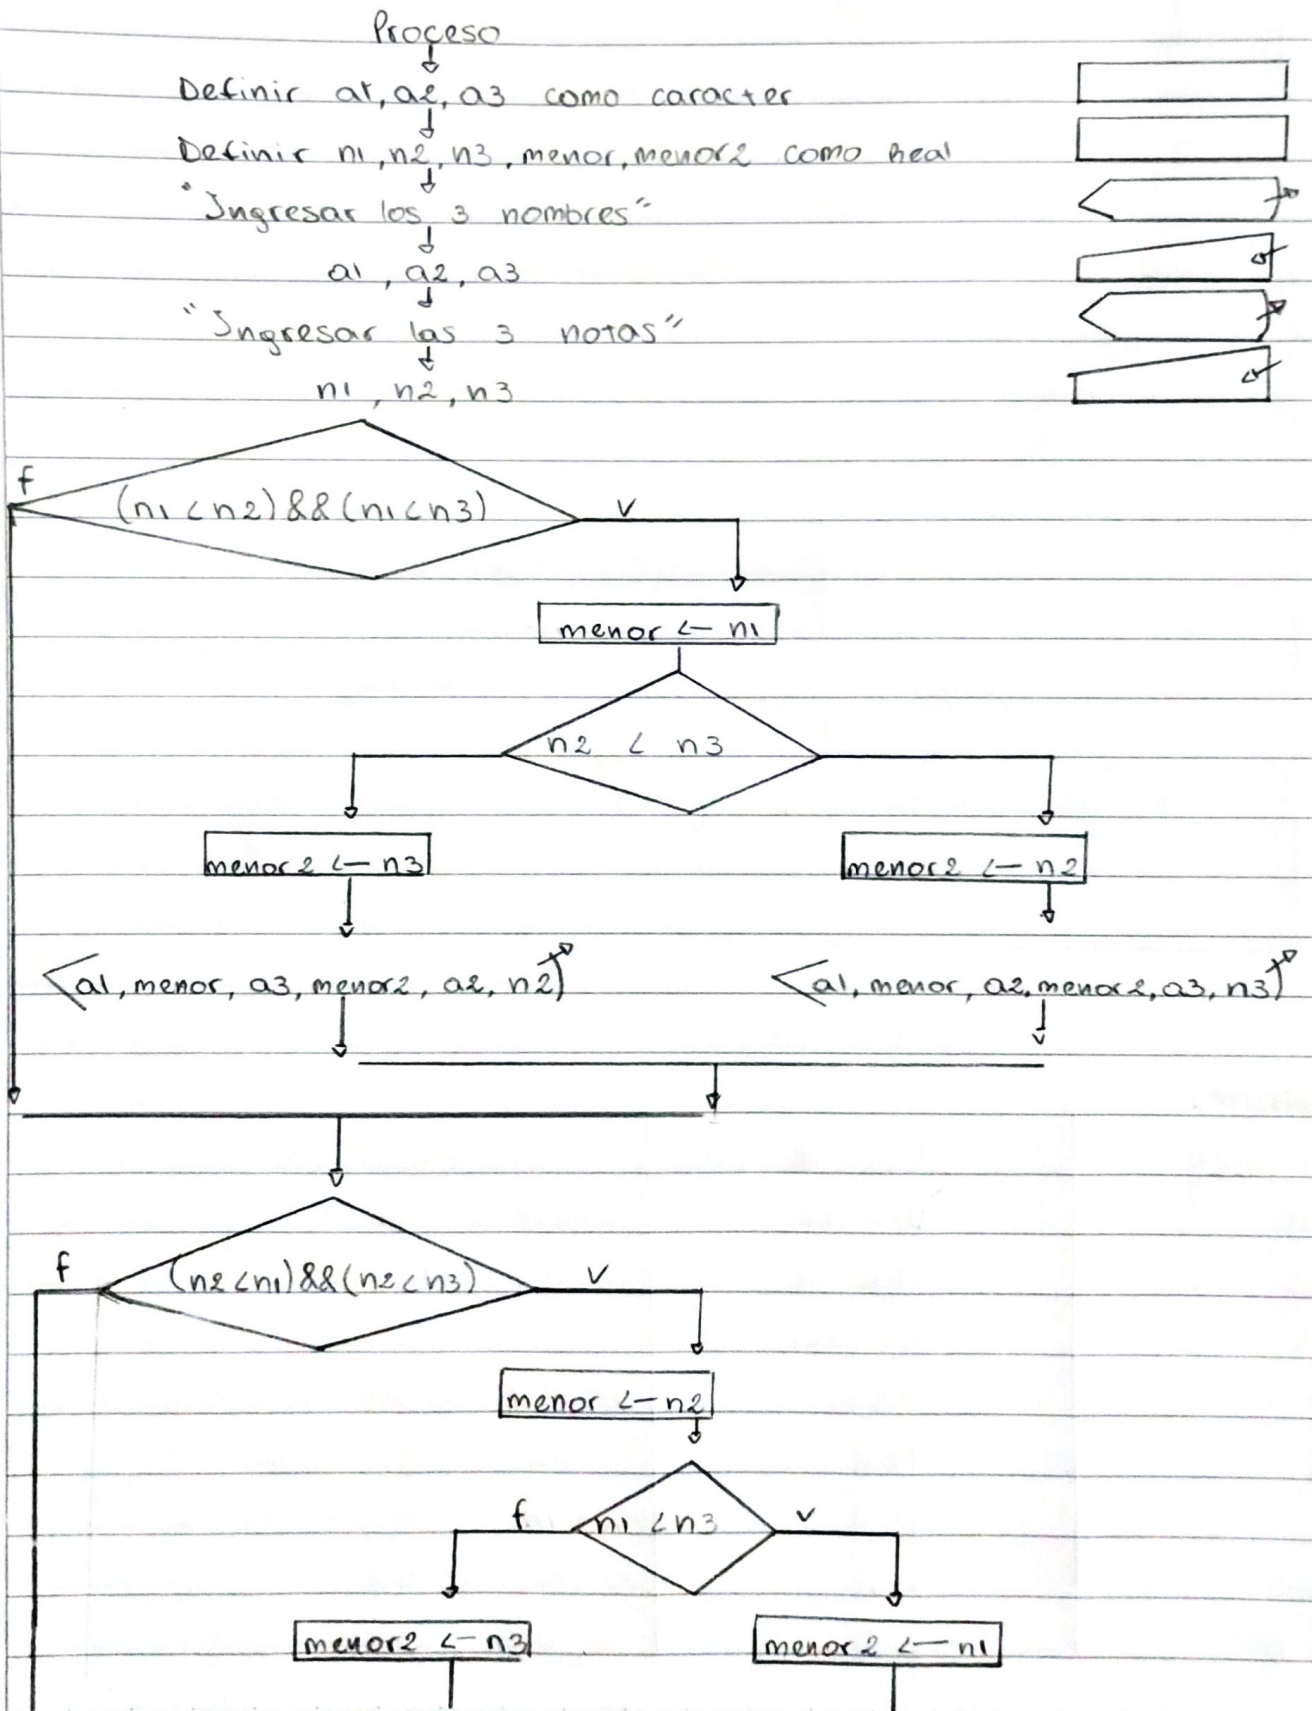 Proceso
Definir a1, a2, a3 como caracter
Definir n1, n2, n3, menor, menor2 como Real
"Ingresar los 3 nombres"
a1, a2, a3
"Ingresar las 3 notas"
n1, n2, n3
f (n1 < n2) && (n1 < n3) v
menor <- n1
n2 < n3
menor2 <- n3 menor2 <- n2
a1, menor, a3, menor2, a2, n2 a1, menor, a2, menor2, a3, n3
f (n2 < n1) && (n2 < n3) v
menor <- n2
f n1 < n3 v
menor2 <- n3 menor2 <- n1